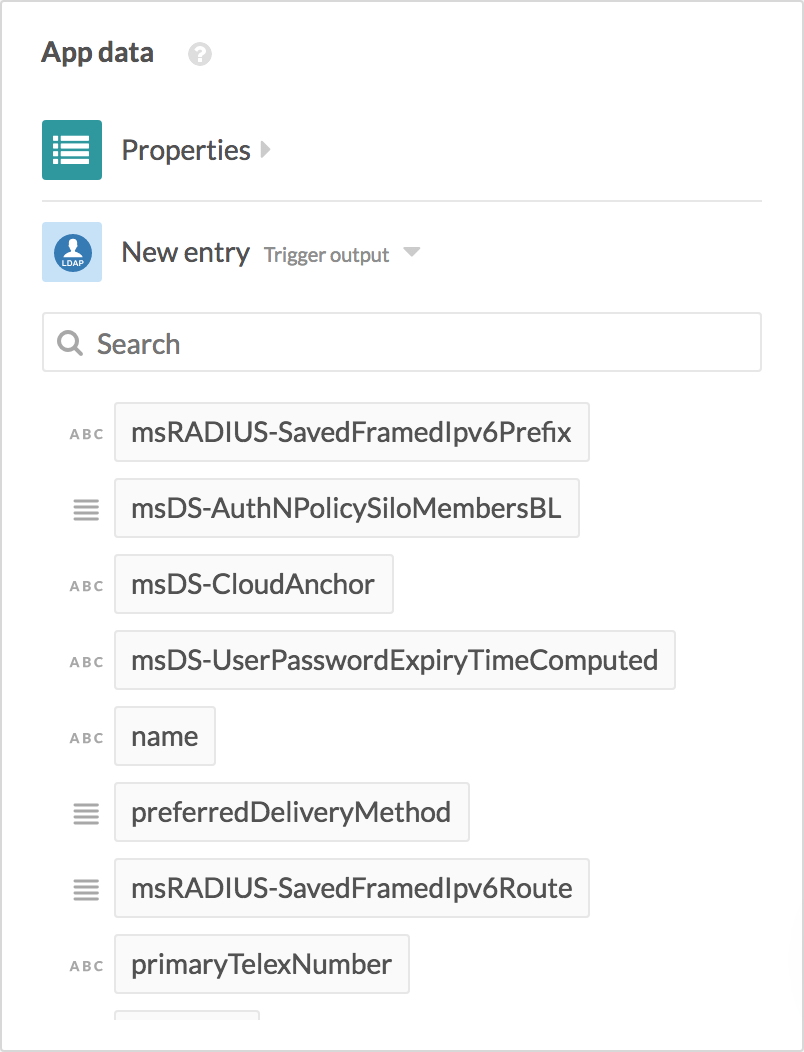 App data ?
Properties
LDAP
New entry Trigger output
Search
ABC msRADIUS-SavedFramedIpv6Prefix
msDS-AuthNPolicySiloMembersBL
ABC msDS-CloudAnchor
ABC msDS-UserPasswordExpiryTimeComputed
ABC name
preferredDeliveryMethod
msRADIUS-SavedFramedIpv6Route
ABC primaryTelexNumber